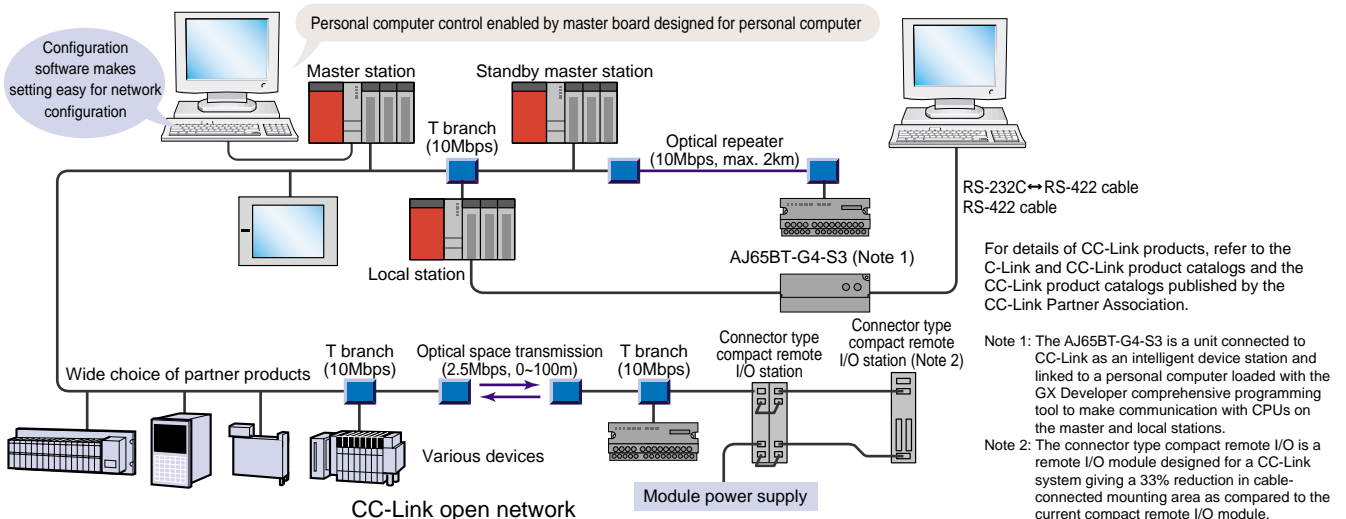 Personal computer control enabled by master board designed for personal computer
Configuration
software makes
setting easy for network
configuration
Master station
Standby master station
T branch
(10Mbps)
Optical repeater
(10Mbps, max. 2km)
RS-232C↔RS-422 cable
RS-422 cable
Local station
AJ65BT-G4-S3 (Note 1)
For details of CC-Link products, refer to the
C-Link and CC-Link product catalogs and the
CC-Link product catalogs published by the
CC-Link Partner Association.
Wide choice of partner products
T branch
(10Mbps)
Optical space transmission
(2.5Mbps, 0~100m)
T branch
(10Mbps)
Connector type
compact remote
I/O station
Connector type
compact remote
I/O station (Note 2)
Various devices
Module power supply
CC-Link open network
Note 1: The AJ65BT-G4-S3 is a unit connected to
CC-Link as an intelligent device station and
linked to a personal computer loaded with the
GX Developer comprehensive programming
tool to make communication with CPUs on
the master and local stations.
Note 2: The connector type compact remote I/O is a
remote I/O module designed for a CC-Link
system giving a 33% reduction in cable-
connected mounting area as compared to the
current compact remote I/O module.